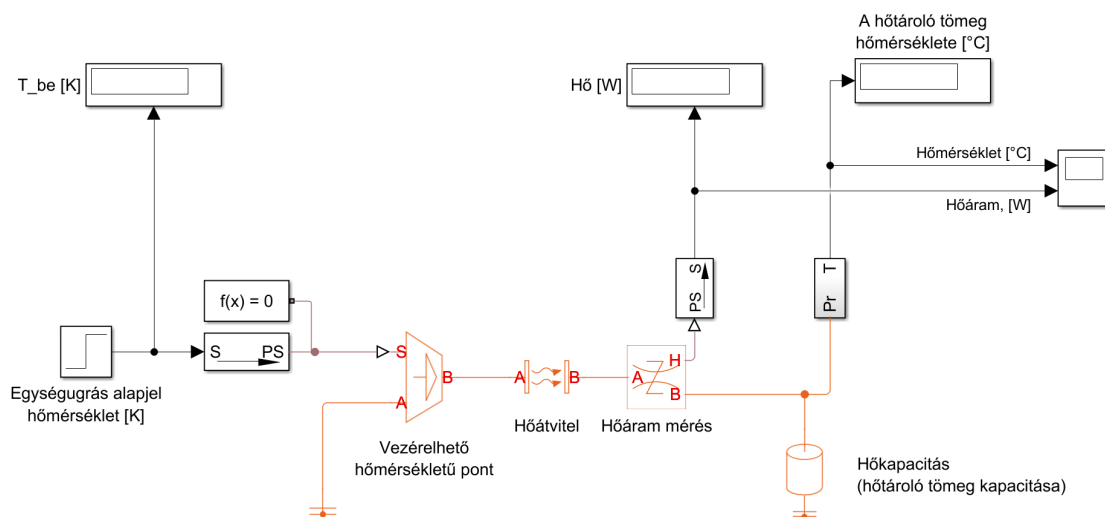 A hőtároló tömeg
hőmérséklete [°C]
T_be [K]
Hő [W]
Hőmérséklet [°C]
Hőáram, [W]
PS S
Pr T
f(x) = 0
S PS
S
A
B
A
B
A
H
B
Egységugrás alapjel
hőmérséklet [K]
Vezérelhető
hőmérsékletű pont
Hőátvitel
Hőáram mérés
Hőkapacitás
(hőtároló tömeg kapacitása)